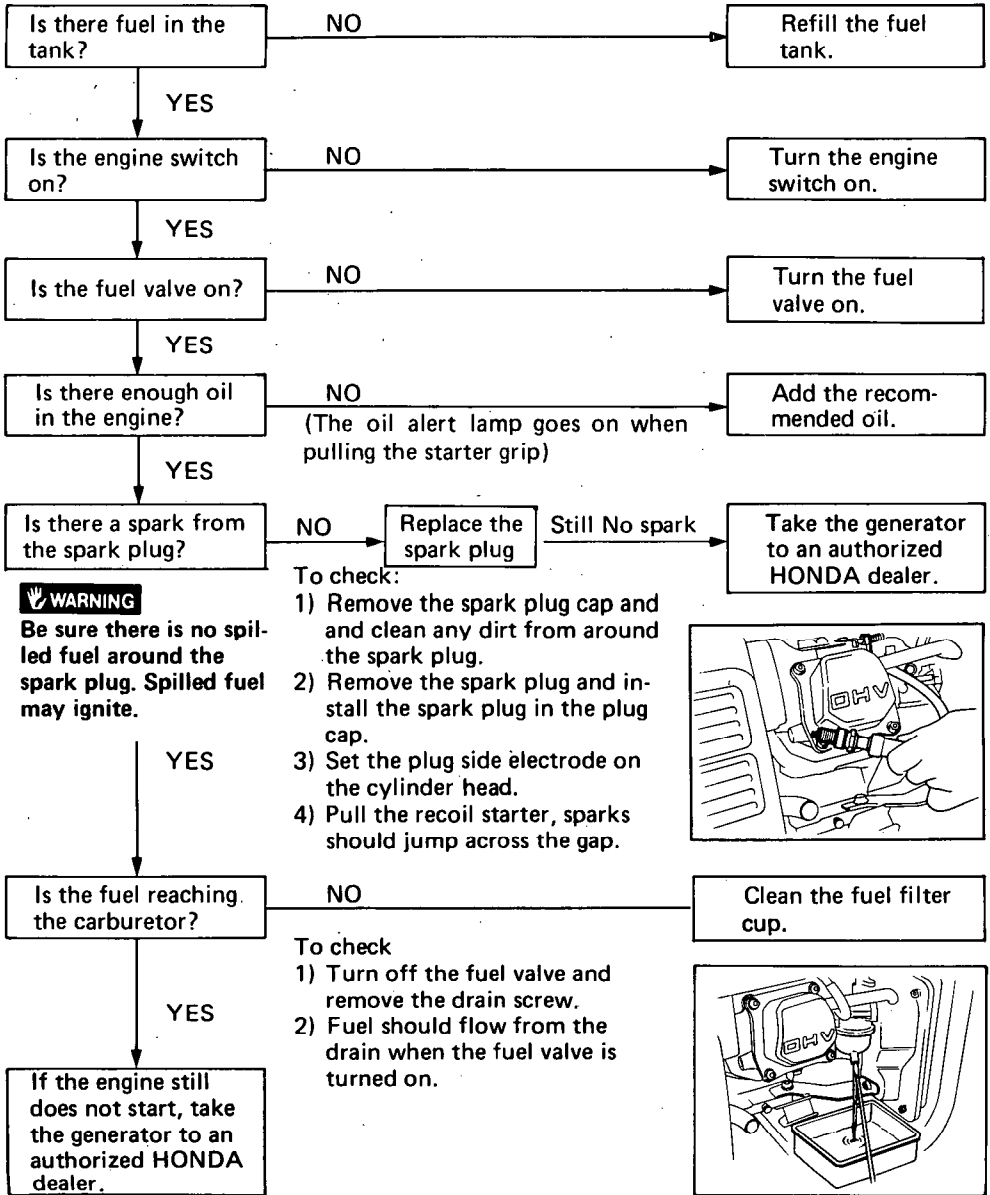 Is there fuel in the
tank?
NO
Refill the fuel
tank.
YES
Is the engine switch
on?
NO
Turn the engine
switch on.
YES
Is the fuel valve on?
NO
Turn the fuel
valve on.
YES
Is there enough oil
in the engine?
NO
(The oil alert lamp goes on when
pulling the starter grip)
Add the recom-
mended oil.
YES
Is there a spark from
the spark plug?
NO
Replace the
spark plug
Still No spark
Take the generator
to an authorized
HONDA dealer.
WARNING
Be sure there is no spil-
led fuel around the
spark plug. Spilled fuel
may ignite.
To check:
1) Remove the spark plug cap and
and clean any dirt from around
the spark plug.
2) Remove the spark plug and in-
stall the spark plug in the plug
cap.
3) Set the plug side electrode on
the cylinder head.
4) Pull the recoil starter, sparks
should jump across the gap.
OHV
YES
Is the fuel reaching
the carburetor?
NO
Clean the fuel filter
cup.
To check
1) Turn off the fuel valve and
remove the drain screw.
2) Fuel should flow from the
drain when the fuel valve is
turned on.
OHV
YES
If the engine still
does not start, take
the generator to an
authorized HONDA
dealer.